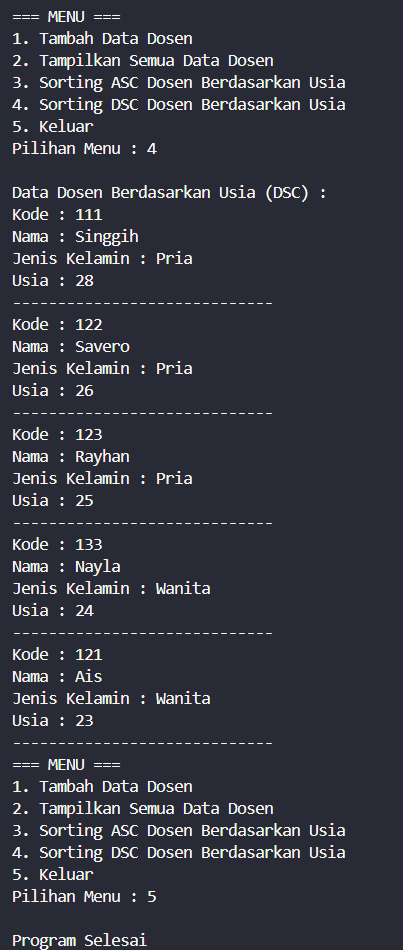 === MENU ===
1. Tambah Data Dosen
2. Tampilkan Semua Data Dosen
3. Sorting ASC Dosen Berdasarkan Usia
4. Sorting DSC Dosen Berdasarkan Usia
5. Keluar
Pilihan Menu : 4
Data Dosen Berdasarkan Usia (DSC) :
Kode : 111
Nama : Singgih
Jenis Kelamin : Pria
Usia : 28
-----------------------------
Kode : 122
Nama : Savero
Jenis Kelamin : Pria
Usia : 26
-----------------------------
Kode : 123
Nama : Rayhan
Jenis Kelamin : Pria
Usia : 25
-----------------------------
Kode : 133
Nama : Nayla
Jenis Kelamin : Wanita
Usia : 24
-----------------------------
Kode : 121
Nama : Ais
Jenis Kelamin : Wanita
Usia : 23
-----------------------------
=== MENU ===
1. Tambah Data Dosen
2. Tampilkan Semua Data Dosen
3. Sorting ASC Dosen Berdasarkan Usia
4. Sorting DSC Dosen Berdasarkan Usia
5. Keluar
Pilihan Menu : 5
Program Selesai